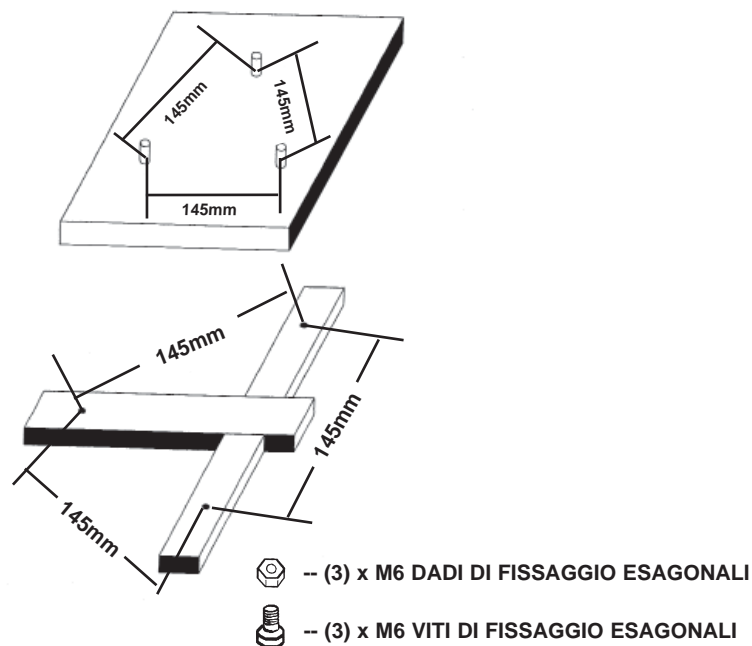 145mm
145mm
145mm
145mm
145mm
145mm
-- (3) x M6 DADI DI FISSAGGIO ESAGONALI
-- (3) x M6 VITI DI FISSAGGIO ESAGONALI